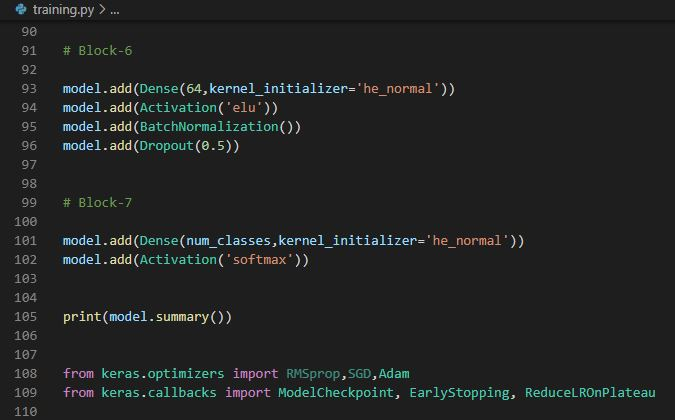 training.py > ...
90
91 # Block-6
92
93 model.add(Dense(64,kernel_initializer='he_normal'))
94 model.add(Activation('elu'))
95 model.add(BatchNormalization())
96 model.add(Dropout(0.5))
97
98
99 # Block-7
100
101 model.add(Dense(num_classes,kernel_initializer='he_normal'))
102 model.add(Activation('softmax'))
103
104
105 print(model.summary())
106
107
108 from keras.optimizers import RMSprop,SGD,Adam
109 from keras.callbacks import ModelCheckpoint, EarlyStopping, ReduceLROnPlateau
110